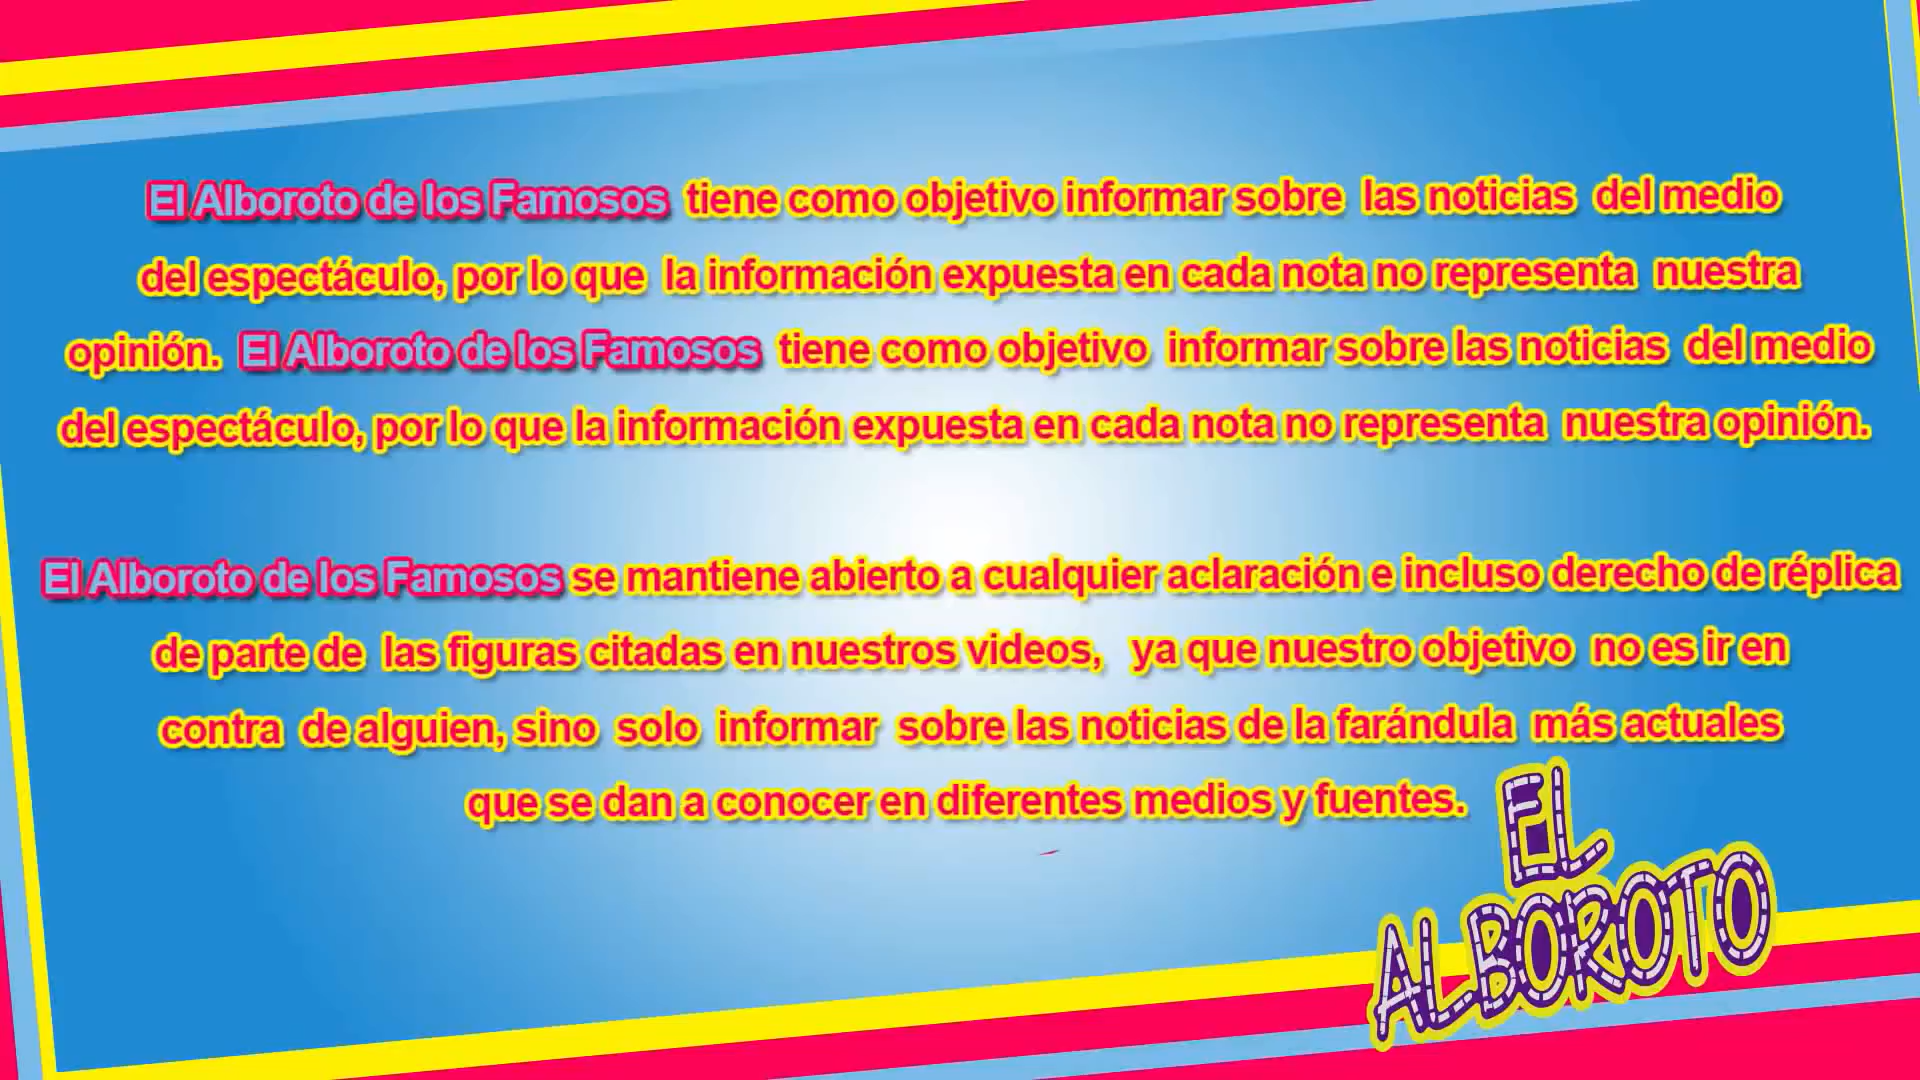 El Alboroto de los Famosos tiene como objetivo informar sobre las noticias del medio
del espectáculo, por lo que la información expuesta en cada nota no representa nuestra
opinión. El Alboroto de los Famosos tiene como objetivo informar sobre las noticias del medio
del espectáculo, por lo que la información expuesta en cada nota no representa nuestra opinión.
El Alboroto de los Famosos se mantiene abierto a cualquier aclaración e incluso derecho de réplica
de parte de las figuras citadas en nuestros videos, ya que nuestro objetivo no es ir en
contra de alguien, sino solo informar sobre las noticias de la farándula más actuales
que se dan a conocer en diferentes medios y fuentes.
EL
ALBOROTO